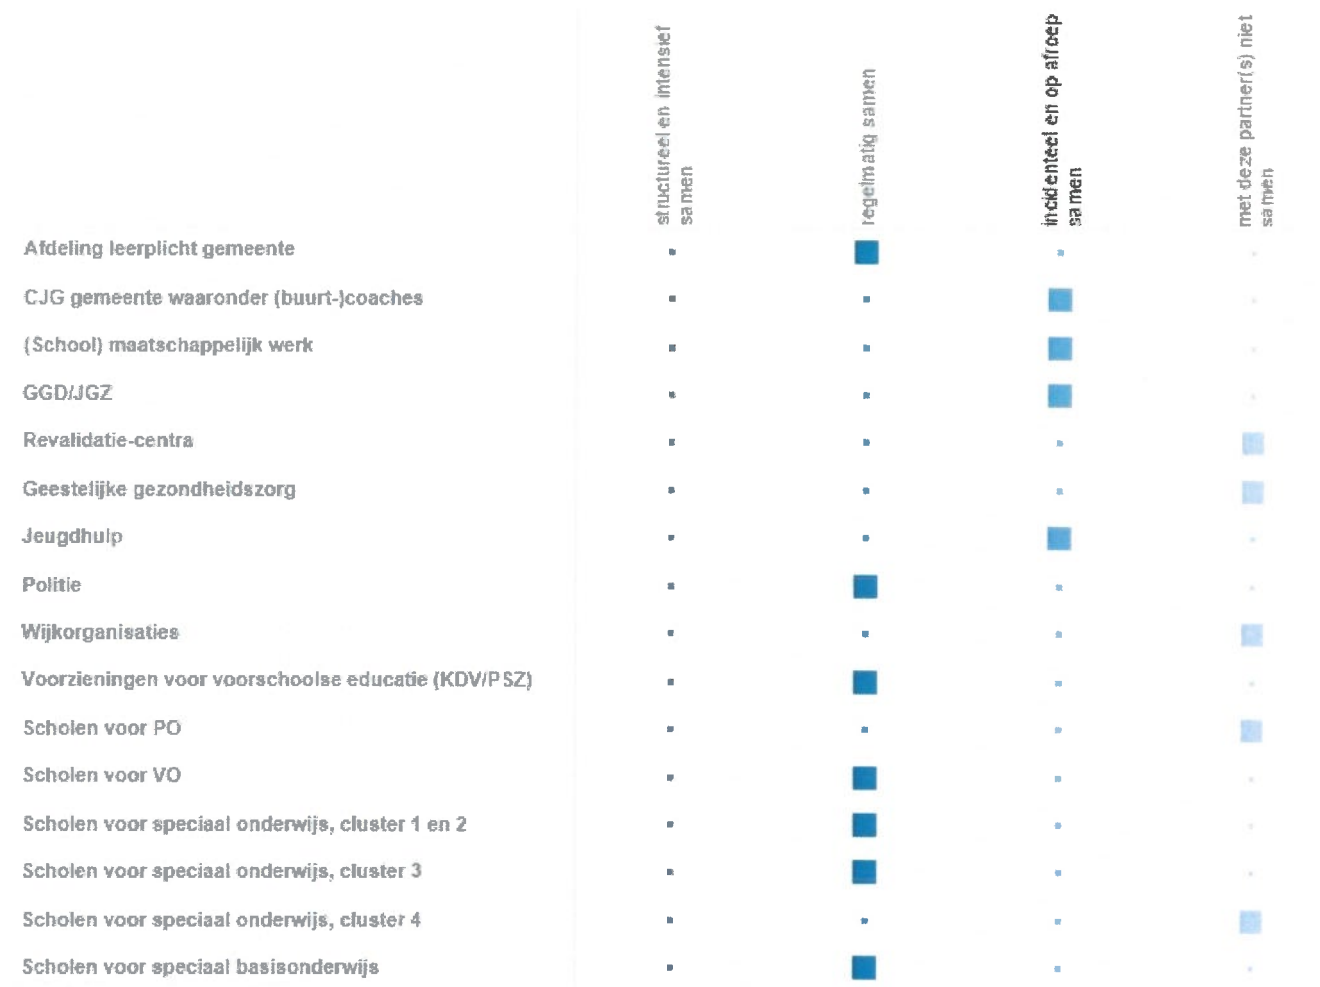 structureel en intensief
samen
regelmatig samen
incidenteel en op afroep
samen
met deze partner(s) niet
samen
Afdeling leerplicht gemeente
CJG gemeente waaronder (buurt-)coaches
(School) maatschappelijk werk
GGD/JGZ
Revalidatie-centra
Geestelijke gezondheidszorg
Jeugdhulp
Politie
Wijkorganisaties
Voorzieningen voor voorschoolse educatie (KDV/PSZ)
Scholen voor PO
Scholen voor VO
Scholen voor speciaal onderwijs, cluster 1 en 2
Scholen voor speciaal onderwijs, cluster 3
Scholen voor speciaal onderwijs, cluster 4
Scholen voor speciaal basisonderwijs